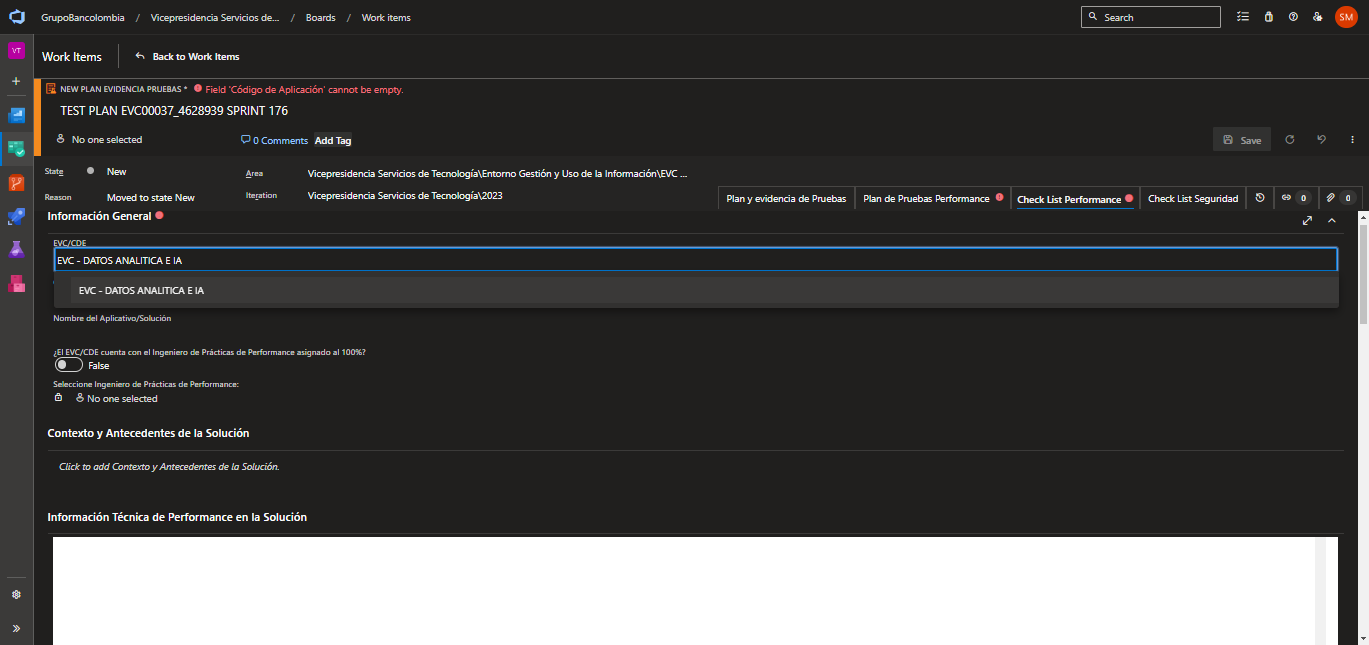 GrupoBancolombia / Vicepresidencia Servicios de... / Boards / Work items
Search
SM
VT
Work Items
Back to Work Items
NEW PLAN EVIDENCIA PRUEBAS * Field 'Código de Aplicación' cannot be empty.
TEST PLAN EVC00037_4628939 SPRINT 176
No one selected
0 Comments
Add Tag
Save
State
New
Area
Vicepresidencia Servicios de Tecnología\Entorno Gestión y Uso de la Información\EVC ...
Reason
Moved to state New
Iteration
Vicepresidencia Servicios de Tecnología\2023
Plan y evidencia de Pruebas
Plan de Pruebas Performance
Check List Performance
Check List Seguridad
0
0
Información General
EVC/CDE
EVC - DATOS ANALITICA E IA
EVC - DATOS ANALITICA E IA
Nombre del Aplicativo/Solución
¿El EVC/CDE cuenta con el Ingeniero de Prácticas de Performance asignado al 100%?
False
Seleccione Ingeniero de Prácticas de Performance:
No one selected
Contexto y Antecedentes de la Solución
Click to add Contexto y Antecedentes de la Solución.
Información Técnica de Performance en la Solución